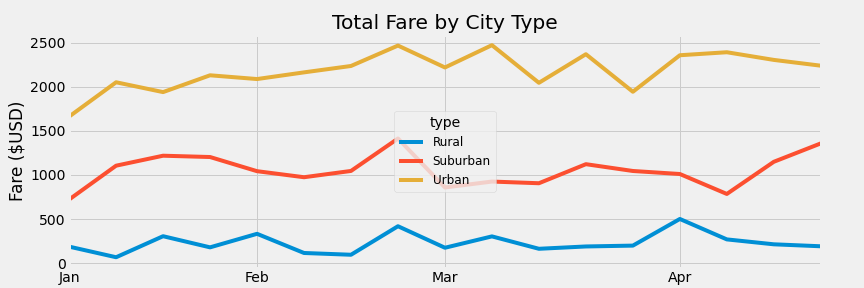 Total Fare by City Type
Fare ($USD)
2500
2000
1500
1000
500
0
type
Rural
Suburban
Urban
Jan Feb Mar Apr